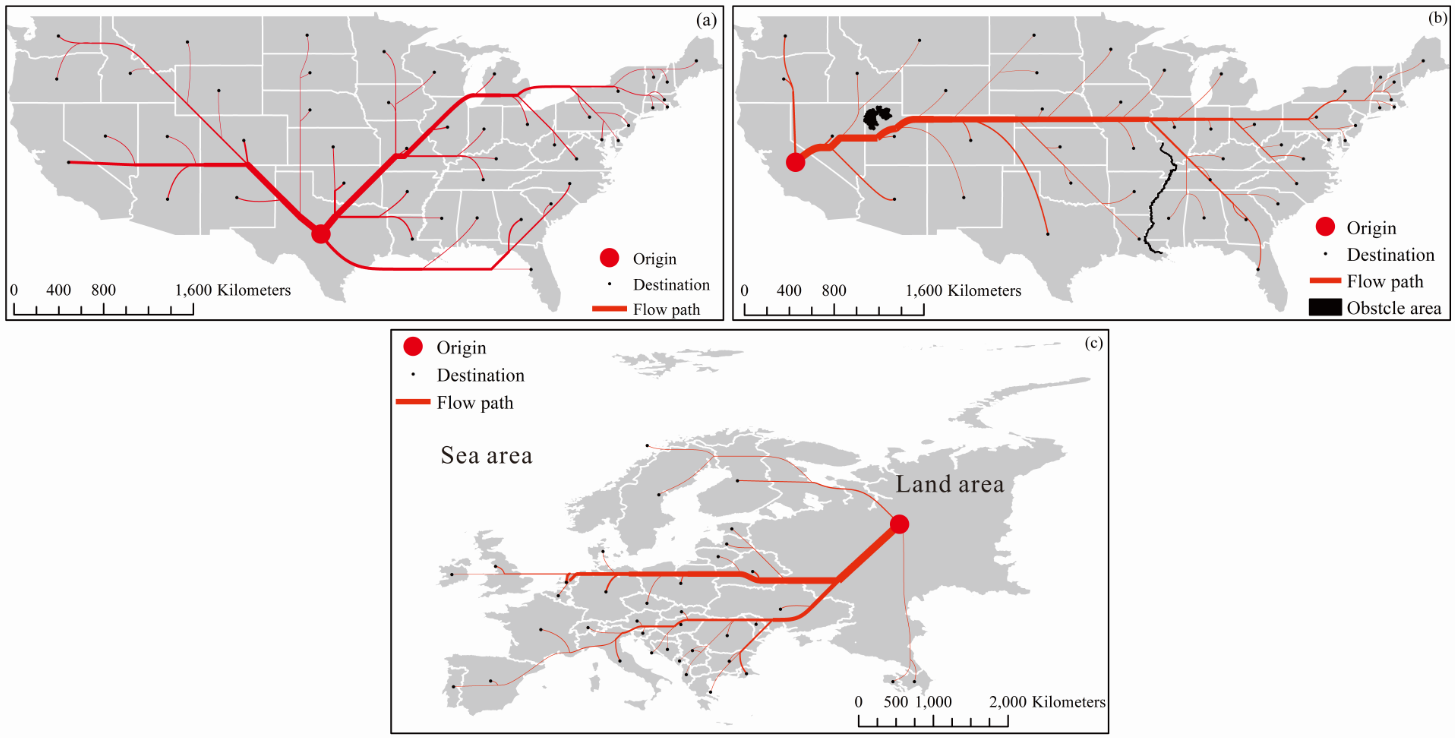 (a)
Origin
Destination
Flow path
0 400 800 1,600 Kilometers
(b)
Origin
Destination
Flow path
Obstcle area
0 400 800 1,600 Kilometers
(c)
Origin
Destination
Flow path
Sea area
Land area
0 500 1,000 2,000 Kilometers